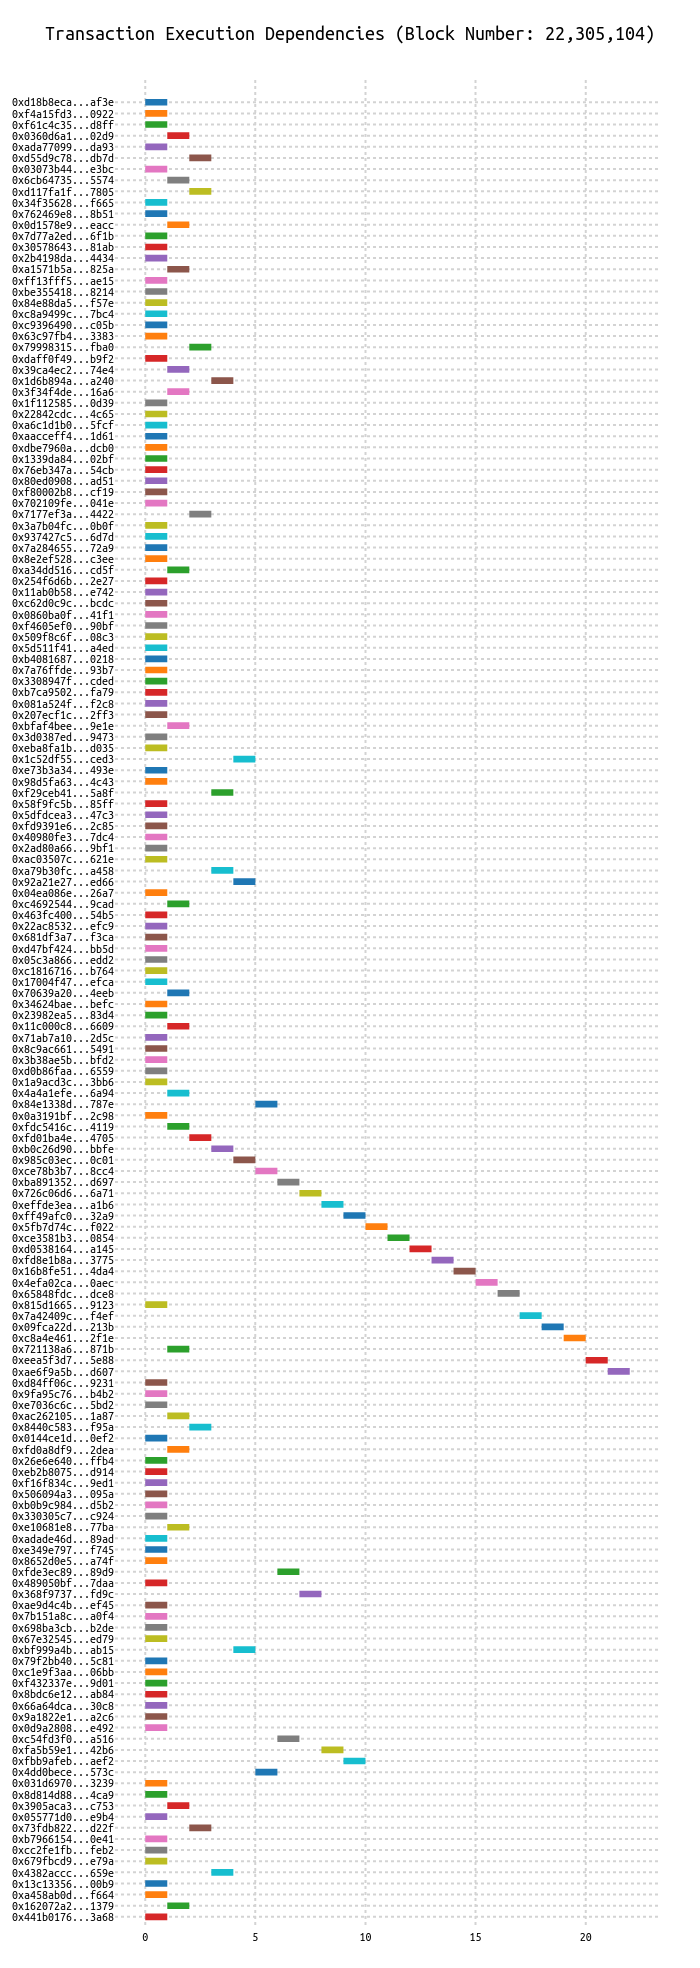 Transaction Execution Dependencies (Block Number: 22,305,104)
0xd18b8eca...af3e
0xf4a15fd3...0922
0xf61c4c35...d8ff
0x0360d6a1...02d9
0xada77099...da93
0xd55d9c78...db7d
0x03073b44...e3bc
0x6cb64735...5574
0xd117fa1f...7805
0x34f35628...f665
0x762469e8...8b51
0x0d1578e9...eacc
0x7d77a2ed...6f1b
0x30578643...81ab
0x2b4198da...4434
0xa1571b5a...825a
0xff13fff5...ae15
0xbe355418...8214
0x84e88da5...f57e
0xc8a9499c...7bc4
0xc9396490...c05b
0x63c97fb4...3383
0x79998315...fba0
0xdaff0f49...b9f2
0x39ca4ec2...74e4
0x1d6b894a...a240
0x3f34f4de...16a6
0x1f112585...0d39
0x22842cdc...4c65
0xa6c1d1b0...5fcf
0xaacceff4...1d61
0xdbe7960a...dcb0
0x1339da84...02bf
0x76eb347a...54cb
0x80ed0908...ad51
0xf80002b8...cf19
0x702109fe...041e
0x7177ef3a...4422
0x3a7b04fc...0b0f
0x937427c5...6d7d
0x7a284655...72a9
0x8e2ef528...c3ee
0xa34dd516...cd5f
0x254f6d6b...2e27
0x11ab0b58...e742
0xc62d0c9c...bcdc
0x0860ba0f...41f1
0xf4605ef0...90bf
0x509f8c6f...08c3
0x5d511f41...a4ed
0xb4081687...0218
0x7a76ffde...93b7
0x3308947f...cded
0xb7ca9502...fa79
0x081a524f...f2c8
0x207ecf1c...2ff3
0xbfaf4bee...9e1e
0x3d0387ed...9473
0xeba8fa1b...d035
0x1c52df55...ced3
0xe73b3a34...493e
0x98d5fa63...4c43
0xf29ceb41...5a8f
0x58f9fc5b...85ff
0x5dfdcea3...47c3
0xfd9391e6...2c85
0x40980fe3...7dc4
0x2ad80a66...9bf1
0xac03507c...621e
0xa79b30fc...a458
0x92a21e27...ed66
0x04ea086e...26a7
0xc4692544...9cad
0x463fc400...54b5
0x22ac8532...efc9
0x681df3a7...f3ca
0xd47bf424...bb5d
0x05c3a866...edd2
0xc1816716...b764
0x17004f47...efca
0x70639a20...4eeb
0x34624bae...befc
0x23982ea5...83d4
0x11c000c8...6609
0x71ab7a10...2d5c
0x8c9ac661...5491
0x3b38ae5b...bfd2
0xd0b86faa...6559
0x1a9acd3c...3bb6
0x4a4a1efe...6a94
0x84e1338d...787e
0x0a3191bf...2c98
0xfdc5416c...4119
0xfd01ba4e...4705
0xb0c26d90...bbfe
0x985c03ec...0c01
0xce78b3b7...8cc4
0xba891352...d697
0x726c06d6...6a71
0xeffde3ea...a1b6
0xff49afc0...32a9
0x5fb7d74c...f022
0xce3581b3...0854
0xd0538164...a145
0xfd8e1b8a...3775
0x16b8fe51...4da4
0x4efa02ca...0aec
0x65848fdc...dce8
0x815d1665...9123
0x7a42409c...f4ef
0x09fca22d...213b
0xc8a4e461...2f1e
0x721138a6...871b
0xeea5f3d7...5e88
0xae6f9a5b...d607
0xd84ff06c...9231
0x9fa95c76...b4b2
0xe7036c6c...5bd2
0xac262105...1a87
0x8440c583...f95a
0x0144ce1d...0ef2
0xfd0a8df9...2dea
0x26e6e640...ffb4
0xeb2b8075...d914
0xf16f834c...9ed1
0x506094a3...095a
0xb0b9c984...d5b2
0x330305c7...c924
0xe10681e8...77ba
0xadade46d...89ad
0xe349e797...f745
0x8652d0e5...a74f
0xfde3ec89...89d9
0x489050bf...7daa
0x368f9737...fd9c
0xae9d4c4b...ef45
0x7b151a8c...a0f4
0x698ba3cb...b2de
0x67e32545...ed79
0xbf999a4b...ab15
0x79f2bb40...5c81
0xc1e9f3aa...06bb
0xf432337e...9d01
0x8bdc6e12...ab84
0x66a64dca...30c8
0x9a1822e1...a2c6
0x0d9a2808...e492
0xc54fd3f0...a516
0xfa5b59e1...42b6
0xfbb9afeb...aef2
0x4dd0bece...573c
0x031d6970...3239
0x8d814d88...4ca9
0x3905aca3...c753
0x055771d0...e9b4
0x73fdb822...d22f
0xb7966154...0e41
0xcc2fe1fb...feb2
0x679fbcd9...e79a
0x4382accc...659e
0x13c13356...00b9
0xa458ab0d...f664
0x162072a2...1379
0x441b0176...3a68
0 5 10 15 20